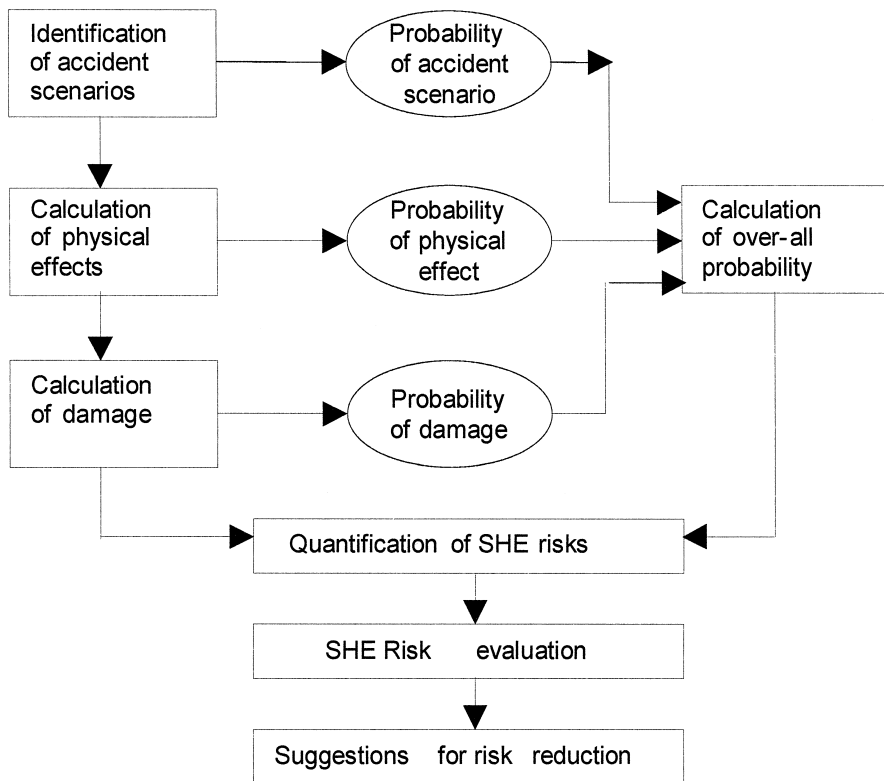 Identification
of accident
scenarios
Probability
of accident
scenario
Calculation
of physical
effects
Probability
of physical
effect
Calculation
of over-all
probability
Calculation
of damage
Probability
of damage
Quantification of SHE risks
SHE Risk evaluation
Suggestions for risk reduction